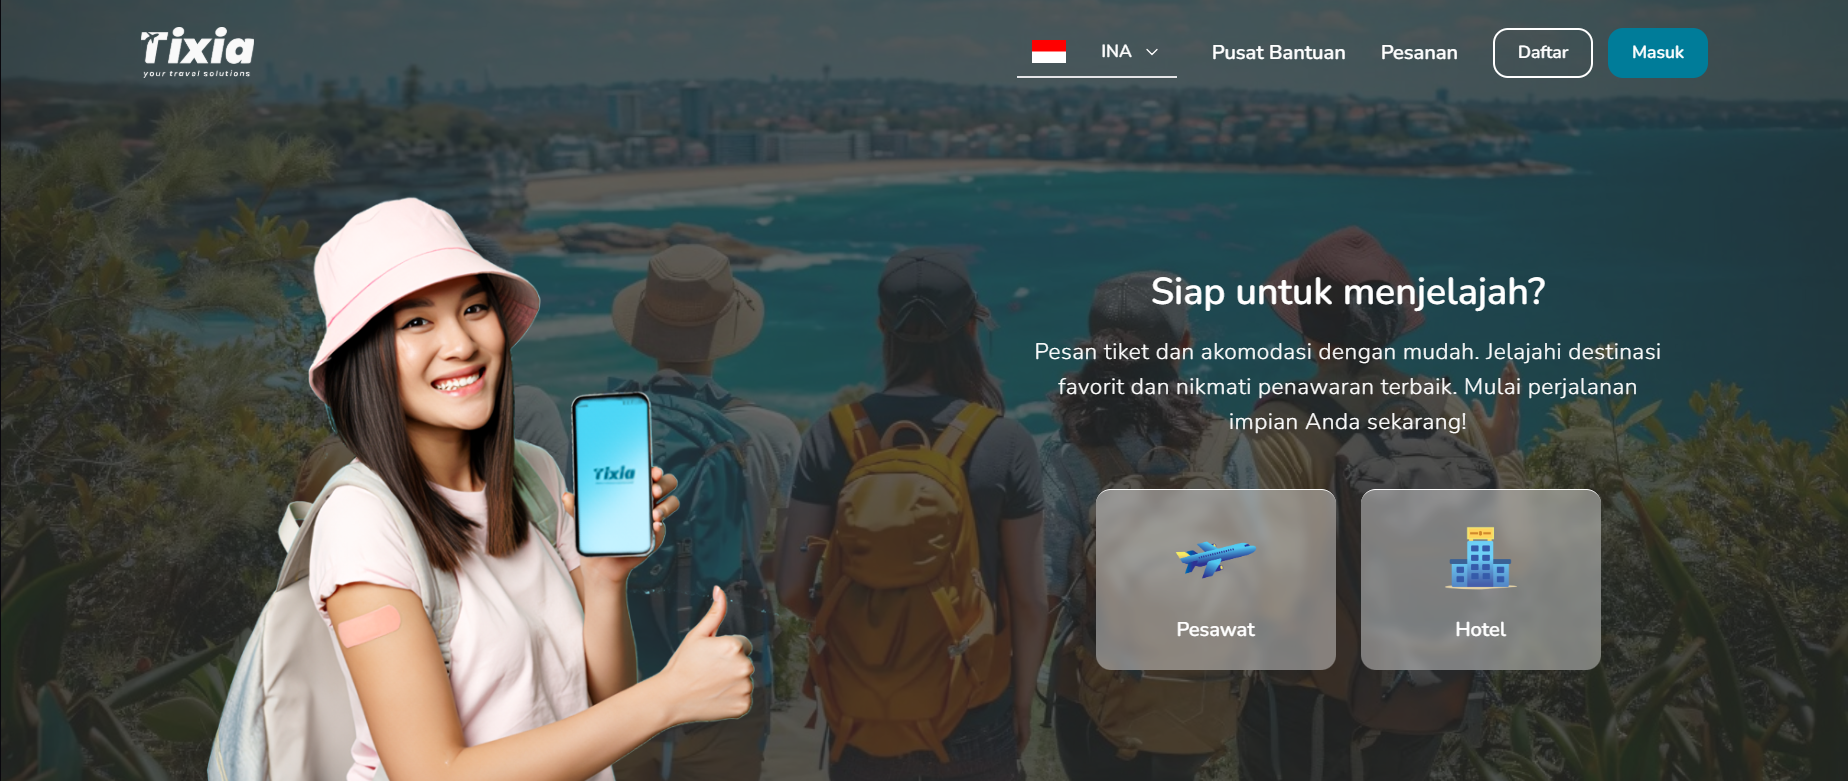 Tixia
your travel solutions
INA
Pusat Bantuan
Pesanan
Daftar
Masuk
Siap untuk menjelajah?
Pesan tiket dan akomodasi dengan mudah. Jelajahi destinasi
favorit dan nikmati penawaran terbaik. Mulai perjalanan
impian Anda sekarang!
Tixia
Pesawat
Hotel